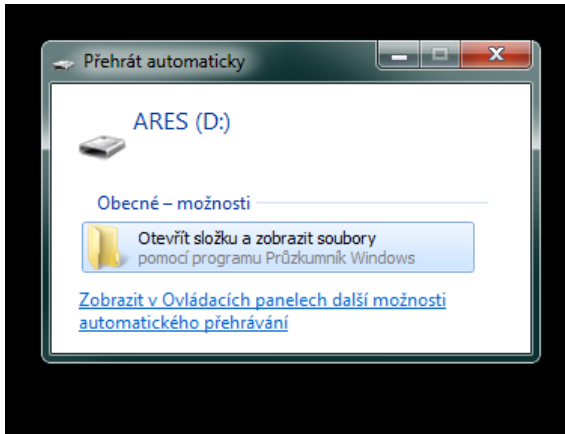 Přehrát automaticky
ARES (D:)
Obecné – možnosti
Otevřít složku a zobrazit soubory
pomocí programu Průzkumník Windows
Zobrazit v Ovládacích panelech další možnosti
automatického přehrávání